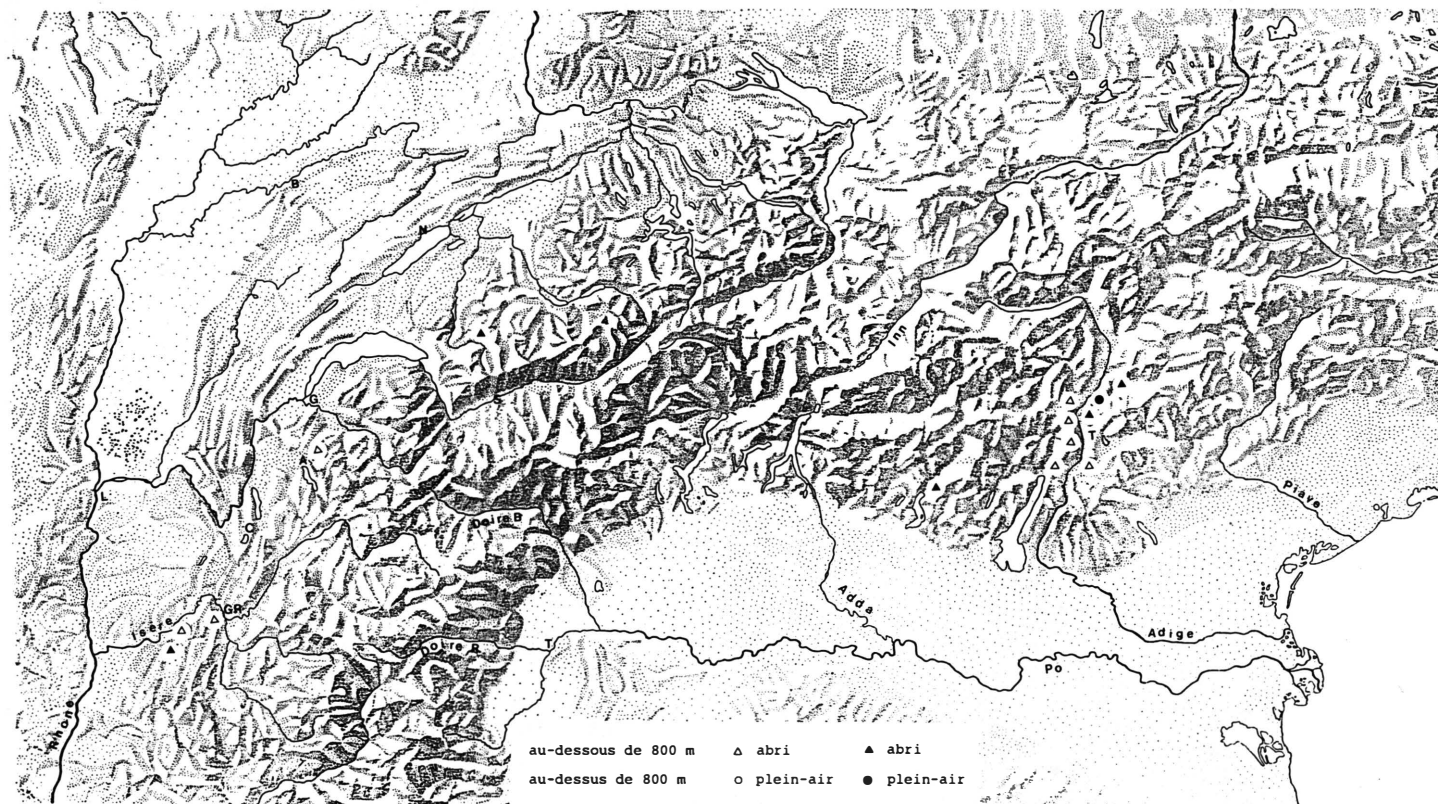 B
N
Inn
G
S
T
L
Piave
Doire B
Adda
GR
Isère
Adige
Doire R
T
Po
Rhône
au-dessous de 800 m △ abri ▲ abri
au-dessus de 800 m ○ plein-air ● plein-air